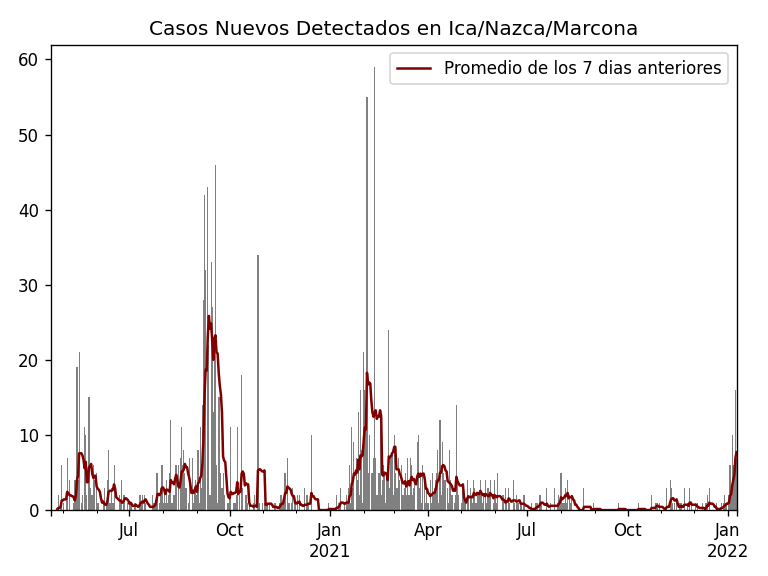 Casos Nuevos Detectados en Ica/Nazca/Marcona
Promedio de los 7 dias anteriores
60
50
40
30
20
10
0
Jul
Oct
Jan
2021
Apr
Jul
Oct
Jan
2022